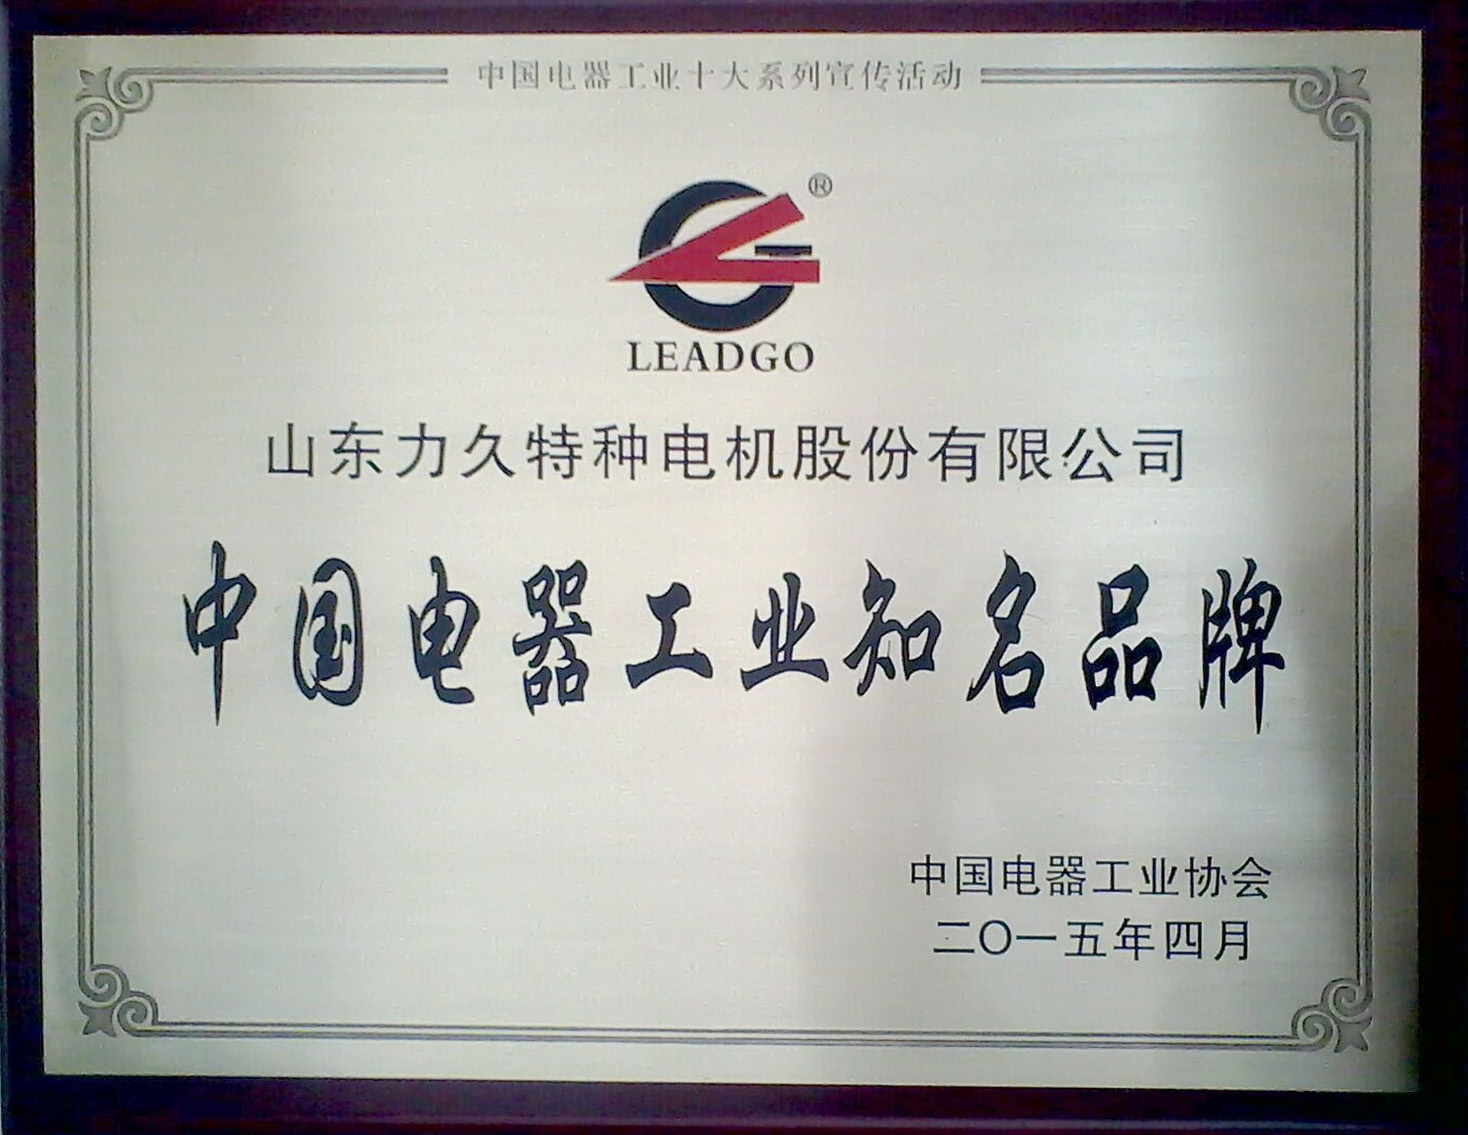 中国电器工业十大系列宣传活动
®
LEADGO
山东力久特种电机股份有限公司
中国电器工业知名品牌
中国电器工业协会
二〇一五年四月